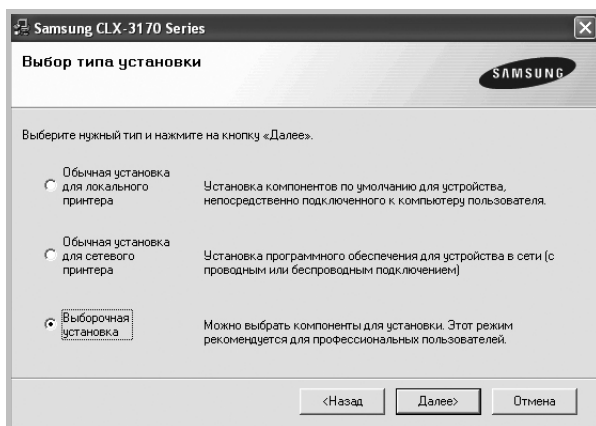 Samsung CLX-3170 Series
Выбор типа установки
SAMSUNG
Выберите нужный тип и нажмите на кнопку «Далее».
Обычная установка
для локального
принтера
Установка компонентов по умолчанию для устройства,
непосредственно подключенного к компьютеру пользователя.
Обычная установка
для сетевого
принтера
Установка программного обеспечения для устройства в сети (с
проводным или беспроводным подключением)
Выборочная
установка
Можно выбрать компоненты для установки. Этот режим
рекомендуется для профессиональных пользователей.
<Назад
Далее>
Отмена